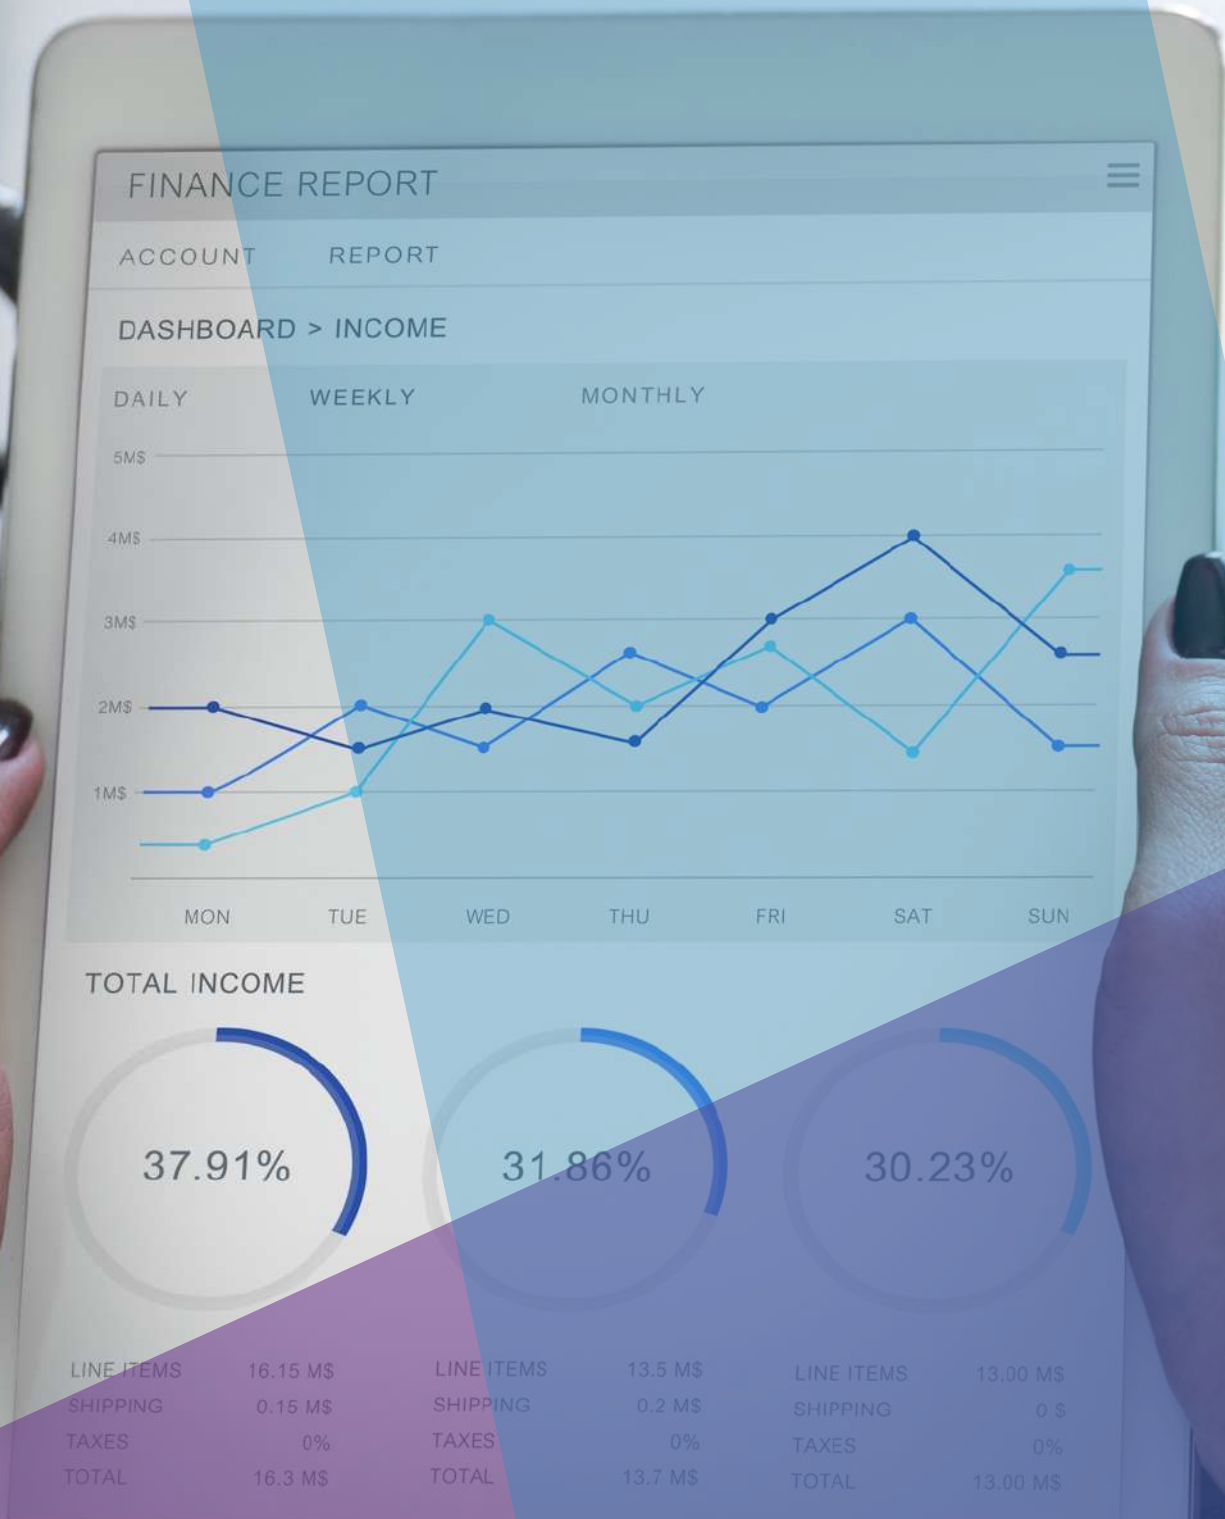 FINANCE REPORT
ACCOUNT REPORT
DASHBOARD > INCOME
DAILY WEEKLY MONTHLY
5M$
4M$
3M$
2M$
1M$
MON TUE WED THU FRI SAT SUN
TOTAL INCOME
37.91% 31.86% 30.23%
LINE ITEMS 16.15 M$ LINE ITEMS 13.5 M$ LINE ITEMS 13.00 M$
SHIPPING 0.15 M$ SHIPPING 0.2 M$ SHIPPING 0 $
TAXES 0% TAXES 0% TAXES 0%
TOTAL 16.3 M$ TOTAL 13.7 M$ TOTAL 13.00 M$